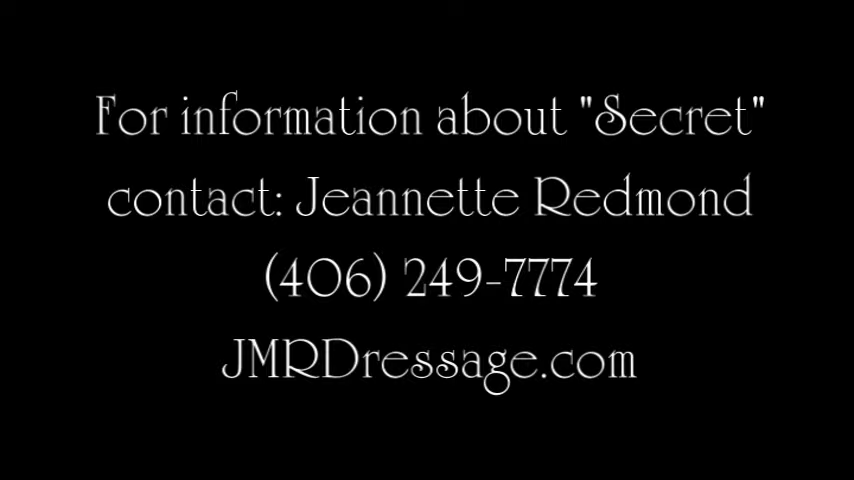 For information about "Secret"
contact: Jeannette Redmond
(406) 249-7774
JMRDressage.com